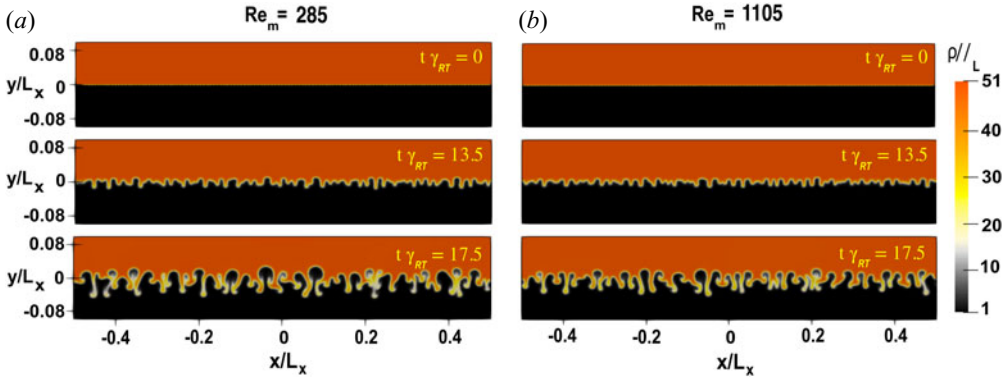 (a) Re_m = 285
(b) Re_m = 1105
0.08
y/L_x 0
-0.08
t γ_RT = 0
t γ_RT = 0
0.08
y/L_x 0
-0.08
t γ_RT = 13.5
t γ_RT = 13.5
0.08
y/L_x 0
-0.08
t γ_RT = 17.5
t γ_RT = 17.5
-0.4 -0.2 0 0.2 0.4
x/L_x
-0.4 -0.2 0 0.2 0.4
x/L_x
ρ//_L
51
40
30
20
10
1